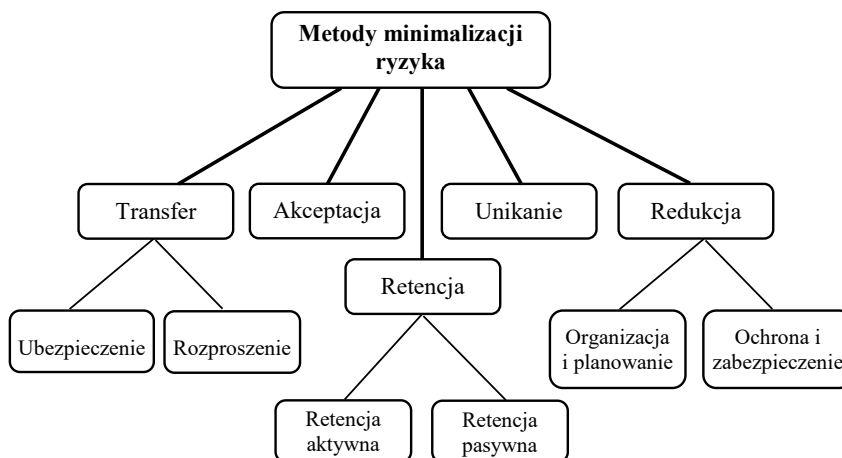 Metody minimalizacji
ryzyka
Transfer
Akceptacja
Unikanie
Redukcja
Retencja
Ubezpieczenie
Rozproszenie
Organizacja
i planowanie
Ochrona i
zabezpieczenie
Retencja
aktywna
Retencja
pasywna